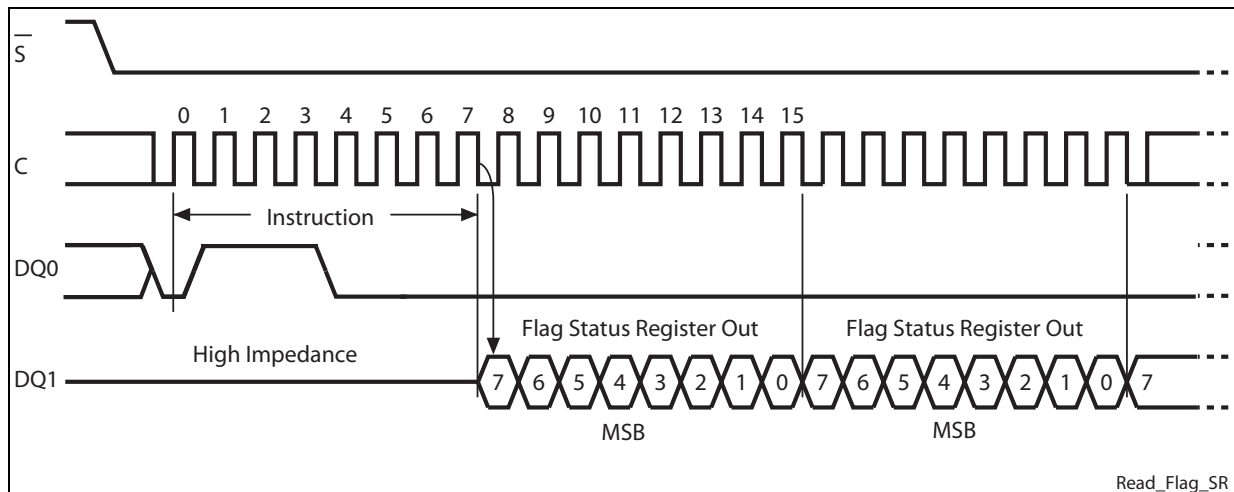 S
0 1 2 3 4 5 6 7 8 9 10 11 12 13 14 15
C
Instruction
DQ0
Flag Status Register Out Flag Status Register Out
High Impedance
DQ1 7 6 5 4 3 2 1 0 7 6 5 4 3 2 1 0 7
MSB MSB
Read_Flag_SR